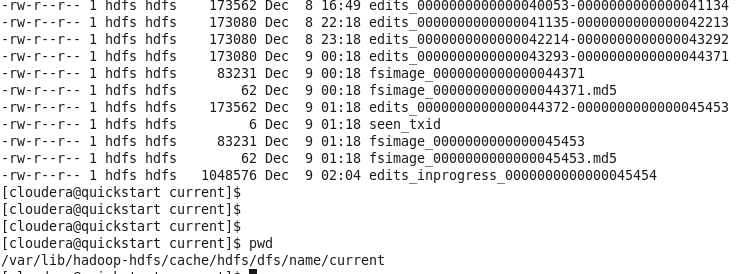 -rw-r--r-- 1 hdfs hdfs 173562 Dec 8 16:49 edits_0000000000000040053-0000000000000041134
-rw-r--r-- 1 hdfs hdfs 173080 Dec 8 22:18 edits_0000000000000041135-0000000000000042213
-rw-r--r-- 1 hdfs hdfs 173080 Dec 8 23:18 edits_0000000000000042214-0000000000000043292
-rw-r--r-- 1 hdfs hdfs 173080 Dec 9 00:18 edits_0000000000000043293-0000000000000044371
-rw-r--r-- 1 hdfs hdfs 83231 Dec 9 00:18 fsimage_0000000000000044371
-rw-r--r-- 1 hdfs hdfs 62 Dec 9 00:18 fsimage_0000000000000044371.md5
-rw-r--r-- 1 hdfs hdfs 173562 Dec 9 01:18 edits_0000000000000044372-0000000000000045453
-rw-r--r-- 1 hdfs hdfs 6 Dec 9 01:18 seen_txid
-rw-r--r-- 1 hdfs hdfs 83231 Dec 9 01:18 fsimage_0000000000000045453
-rw-r--r-- 1 hdfs hdfs 62 Dec 9 01:18 fsimage_0000000000000045453.md5
-rw-r--r-- 1 hdfs hdfs 1048576 Dec 9 02:04 edits_inprogress_0000000000000045454
[cloudera@quickstart current]$
[cloudera@quickstart current]$
[cloudera@quickstart current]$
[cloudera@quickstart current]$ pwd
/var/lib/hadoop-hdfs/cache/hdfs/dfs/name/current
[cloudera@quickstart current]$